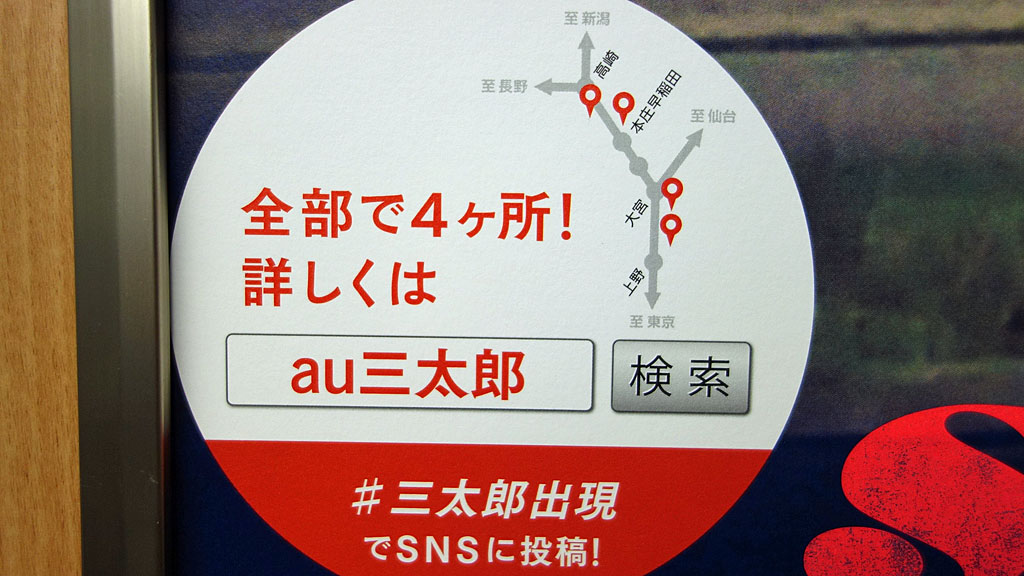 至 新潟
高崎
至 長野
本庄早稲田
至 仙台
大宮
上野
至 東京
全部で4ヶ所!
詳しくは
au三太郎
検索
#三太郎出現
でSNSに投稿!